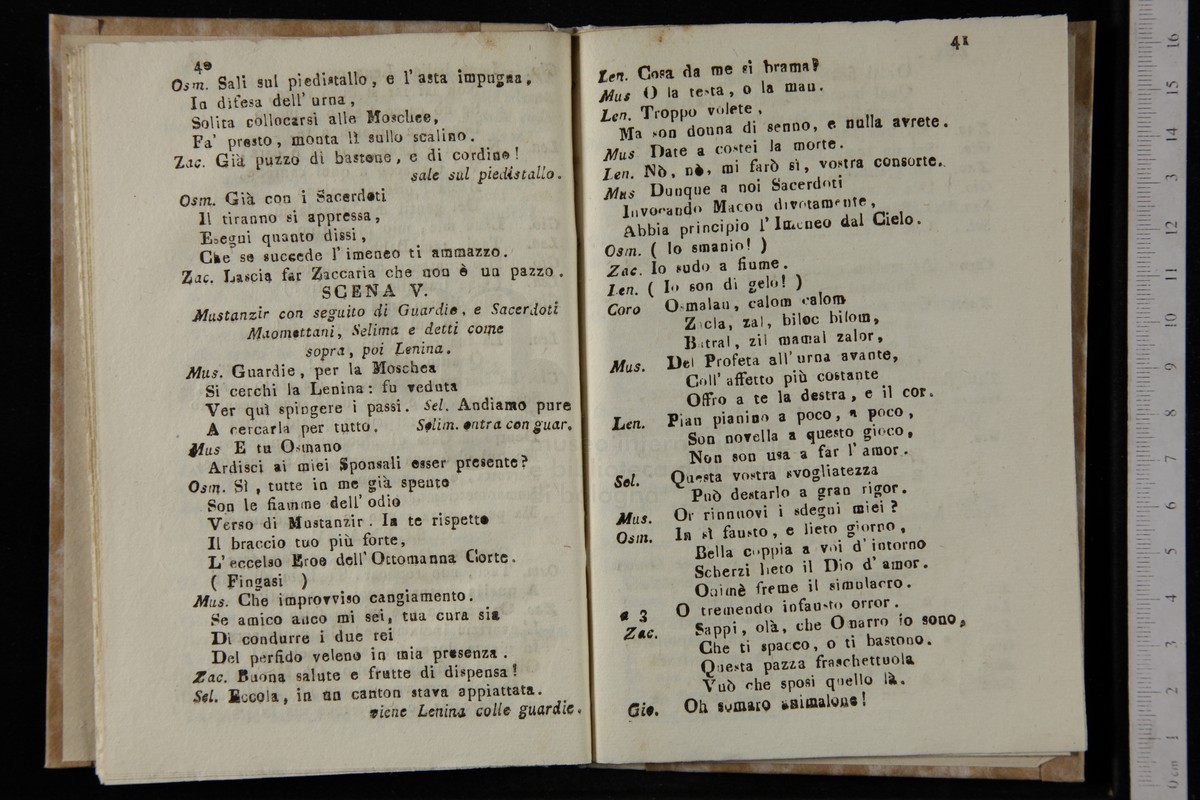 40
Osm. Sali sul piedistallo, e l'asta impugna,
In difesa dell'urna,
Solita collocarsi alle Moschee,
Fa' presto, monta lì sullo scalino.
Zac. Già puzzo di bastone, e di cordino!
sale sul piedistallo.
Osm. Già con i Sacerdoti
Il tiranno si appressa,
Esegui quanto dissi,
Che se succede l'imeneo ti ammazzo.
Zac. Lascia far Zaccaria che non è un pazzo.
SCENA V.
Mustanzir con seguito di Guardie, e Sacerdoti
Maomettani, Selima e detti come
sopra, poi Lenina.
Mus. Guardie, per la Moschea
Si cerchi la Lenina: fu veduta
Ver quì spingere i passi. Sel. Andiamo pure
A cercarla per tutto. Selim. entra con guar.
Mus E tu Osmano
Ardisci ai miei Sponsali esser presente?
Osm. Sì, tutte in me già spente
Son le fiamme dell'odio
Verso di Mustanzir. In te rispetto
Il braccio tuo più forte,
L'eccelso Eroe dell'Ottomanna Corte.
( Fingasi )
Mus. Che improvviso cangiamento.
Se amico anco mi sei, tua cura sia
Di condurre i due rei
Del perfido veleno in mia presenza.
Zac. Buona salute e frutte di dispensa!
Sel. Eccola, in un canton stava appiattata.
viene Lenina colle guardie.
41
Len. Cosa da me si brama?
Mus O la testa, o la man.
Len. Troppo volete,
Ma son donna di senno, e nulla avrete.
Mus Date a costei la morte.
Len. Nò, nò, mi farò sì, vostra consorte.
Mus Dunque a noi Sacerdoti
Invocando Macon divotamente,
Abbia principio l'Imeneo dal Cielo.
Osm. ( Io smanio! )
Zac. Io sudo a fiume.
Len. ( Io son di gelo! )
Coro Osmalan, calom calom
Zicla, zal, biloc bilom,
Batral, zil mamal zalor,
Mus. Del Profeta all'urna avante,
Coll'affetto più costante
Offro a te la destra, e il cor.
Len. Pian pianino a poco, a poco,
Son novella a questo gioco,
Non son usa a far l'amor.
Sel. Questa vostra svogliatezza
Può destarlo a gran rigor.
Mus. Or rinnuovi i sdegni miei?
Osm. In sì fausto, e lieto giorno,
Bella coppia a voi d'intorno
Scherzi lieto il Dio d'amor.
Ohimè freme il simulacro.
a 3 O tremendo infausto orror.
Zac. Sappi, olà, che Onarro io sono,
Che ti spacco, o ti bastono.
Questa pazza fraschettuola
Vuò che sposi quello là.
Gio. Oh somaro animalone!